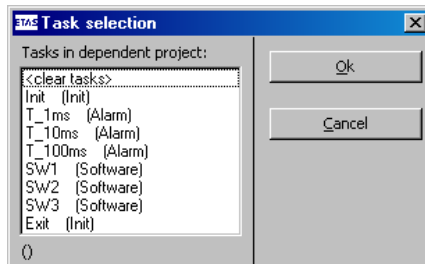 ETAS Task selection
Tasks in dependent project:
<clear tasks>
Init (Init)
T_1ms (Alarm)
T_10ms (Alarm)
T_100ms (Alarm)
SW1 (Software)
SW2 (Software)
SW3 (Software)
Exit (Init)
()
Ok
Cancel